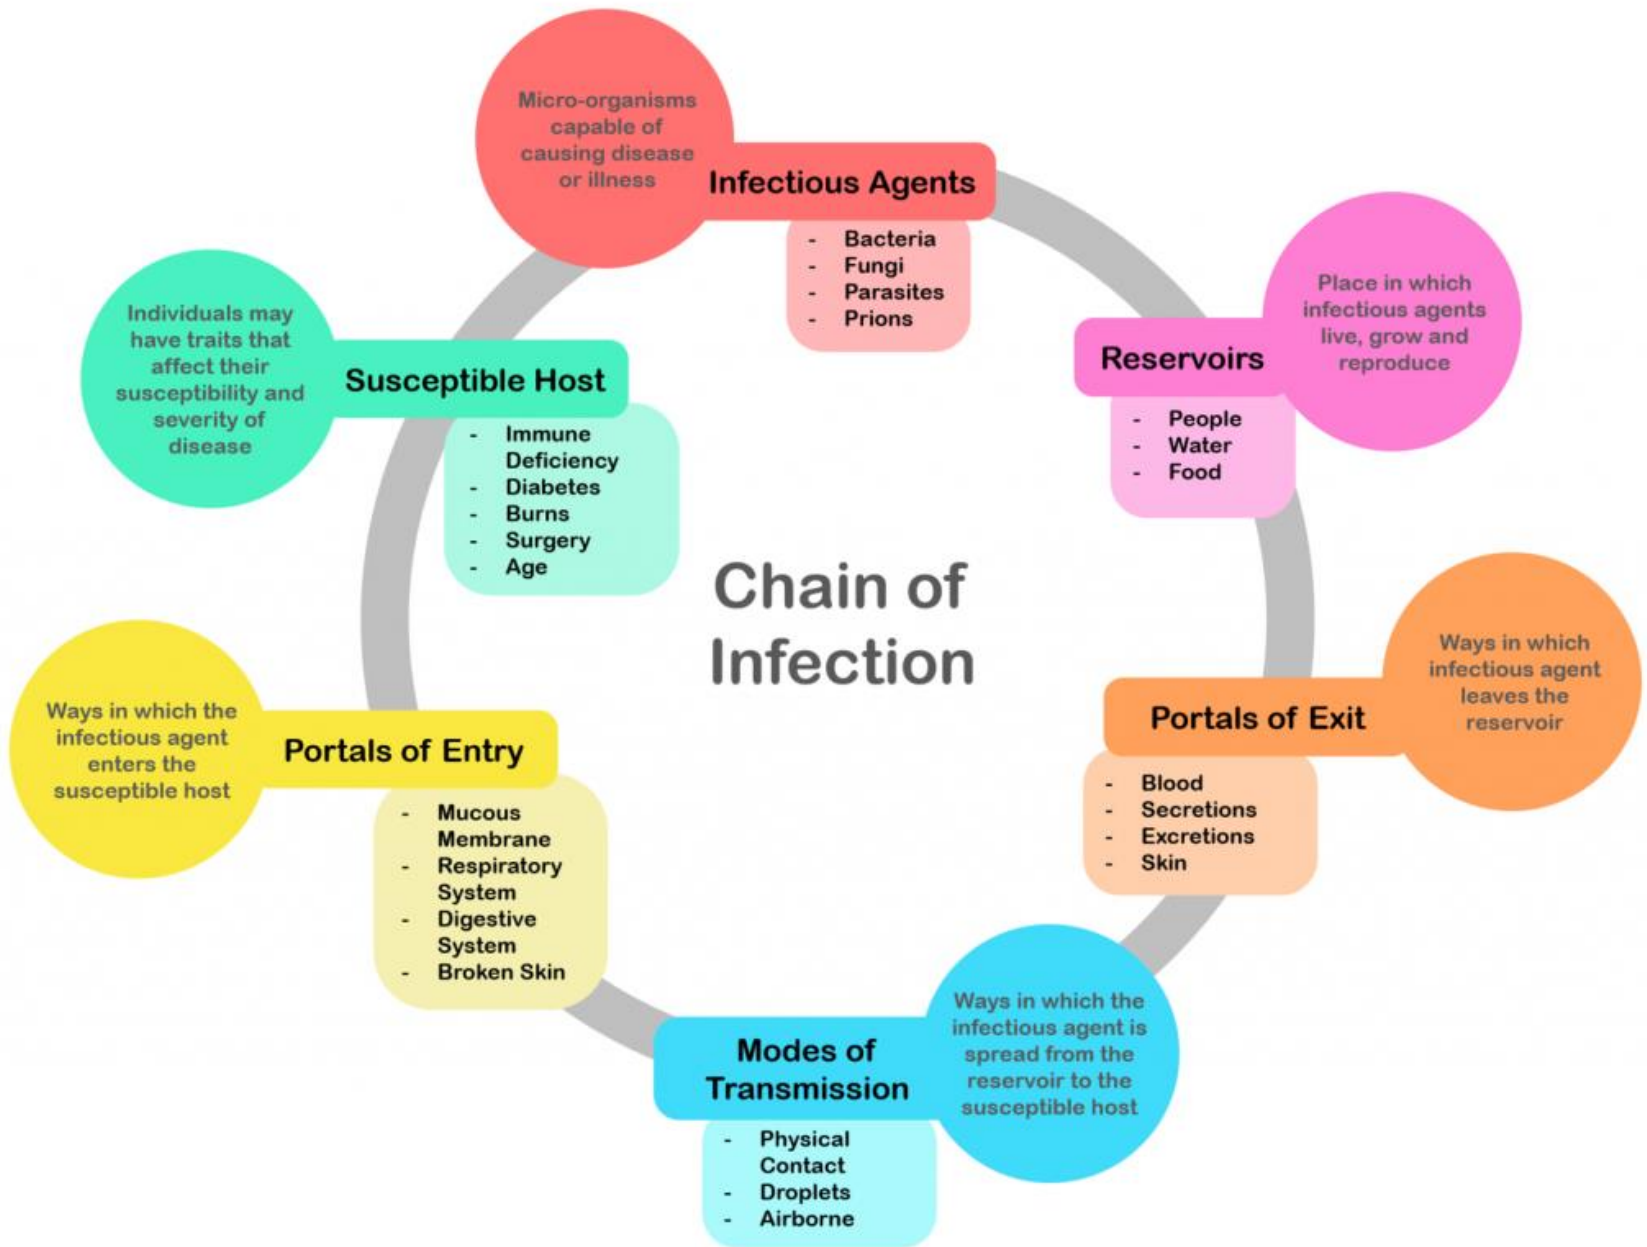 Micro-organisms
capable of
causing disease
or illness
Infectious Agents
- Bacteria
- Fungi
- Parasites
- Prions
Place in which
infectious agents
live, grow and
reproduce
Reservoirs
- People
- Water
- Food
Ways in which
infectious agent
leaves the
reservoir
Portals of Exit
- Blood
- Secretions
- Excretions
- Skin
Ways in which the
infectious agent is
spread from the
reservoir to the
susceptible host
Modes of
Transmission
- Physical
Contact
- Droplets
- Airborne
Ways in which the
infectious agent
enters the
susceptible host
Portals of Entry
- Mucous
Membrane
- Respiratory
System
- Digestive
System
- Broken Skin
Individuals may
have traits that
affect their
susceptibility and
severity of
disease
Susceptible Host
- Immune
Deficiency
- Diabetes
- Burns
- Surgery
- Age
Chain of
Infection